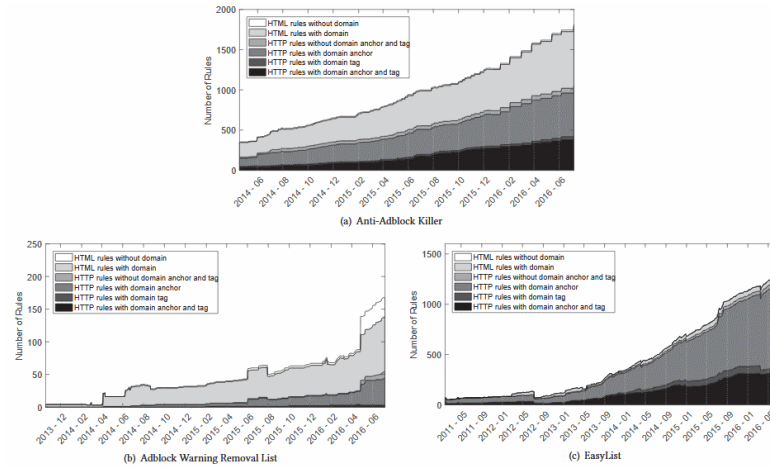 2000
1500
1000
500
0
Number of Rules
HTML rules without domain
HTML rules with domain
HTTP rules without domain anchor and tag
HTTP rules with domain anchor
HTTP rules with domain tag
HTTP rules with domain anchor and tag
2014 - 06
2014 - 08
2014 - 10
2014 - 12
2015 - 02
2015 - 04
2015 - 06
2015 - 08
2015 - 10
2015 - 12
2016 - 02
2016 - 04
2016 - 06
(a) Anti-Adblock Killer
250
200
150
100
50
0
Number of Rules
HTML rules without domain
HTML rules with domain
HTTP rules without domain anchor and tag
HTTP rules with domain anchor
HTTP rules with domain tag
HTTP rules with domain anchor and tag
2013 - 12
2014 - 02
2014 - 04
2014 - 06
2014 - 08
2014 - 10
2014 - 12
2015 - 02
2015 - 04
2015 - 06
2015 - 08
2015 - 10
2015 - 12
2016 - 02
2016 - 04
2016 - 06
(b) Adblock Warning Removal List
1500
1000
500
0
Number of Rules
HTML rules without domain
HTML rules with domain
HTTP rules without domain anchor and tag
HTTP rules with domain anchor
HTTP rules with domain tag
HTTP rules with domain anchor and tag
2011 - 05
2011 - 09
2012 - 01
2012 - 05
2012 - 09
2013 - 01
2013 - 05
2013 - 09
2014 - 01
2014 - 05
2014 - 09
2015 - 01
2015 - 05
2015 - 09
2016 - 01
2016 - 05
(c) EasyList